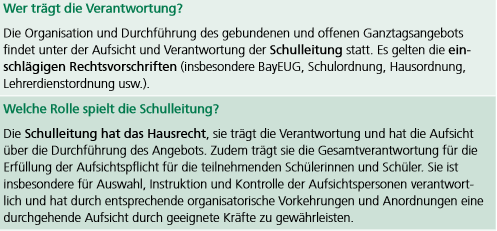 Wer trägt die Verantwortung?
Die Organisation und Durchführung des gebundenen und offenen Ganztagsangebots
findet unter der Aufsicht und Verantwortung der Schulleitung statt. Es gelten die ein-
schlägigen Rechtsvorschriften (insbesondere BayEUG, Schulordnung, Hausordnung,
Lehrerdienstordnung usw.).
Welche Rolle spielt die Schulleitung?
Die Schulleitung hat das Hausrecht, sie trägt die Verantwortung und hat die Aufsicht
über die Durchführung des Angebots. Zudem trägt sie die Gesamtverantwortung für die
Erfüllung der Aufsichtspflicht für die teilnehmenden Schülerinnen und Schüler. Sie ist
insbesondere für Auswahl, Instruktion und Kontrolle der Aufsichtspersonen verantwort-
lich und hat durch entsprechende organisatorische Vorkehrungen und Anordnungen eine
durchgehende Aufsicht durch geeignete Kräfte zu gewährleisten.